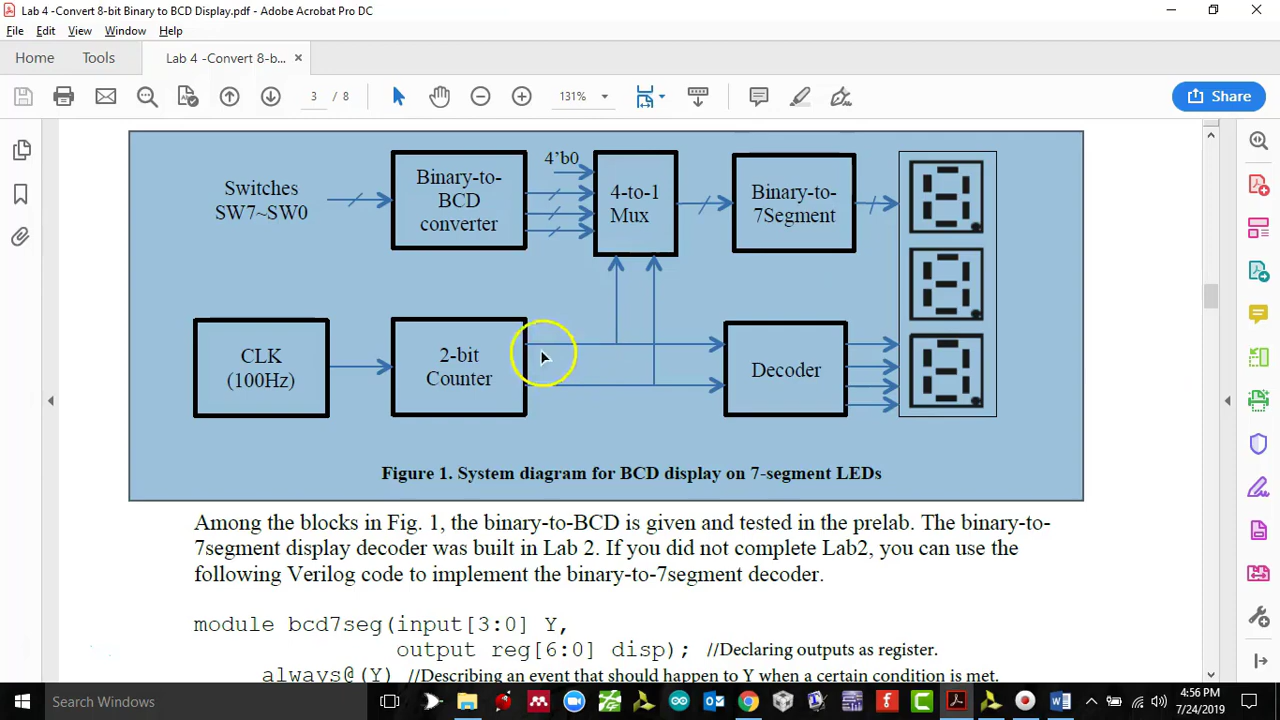 Lab 4 -Convert 8-bit Binary to BCD Display.pdf - Adobe Acrobat Pro DC
File Edit View Window Help
Home Tools Lab 4 -Convert 8-b... ×
3 / 8 131% Share
4'b0
Switches
SW7~SW0
Binary-to-
BCD
converter
4-to-1
Mux
Binary-to-
7Segment
CLK
(100Hz)
2-bit
Counter
Decoder
Figure 1. System diagram for BCD display on 7-segment LEDs
Among the blocks in Fig. 1, the binary-to-BCD is given and tested in the prelab. The binary-to-
7segment display decoder was built in Lab 2. If you did not complete Lab2, you can use the
following Verilog code to implement the binary-to-7segment decoder.
module bcd7seg(input[3:0] Y,
output reg[6:0] disp); //Declaring outputs as register.
always@(Y) //Describing an event that should happen to Y when a certain condition is met.
Search Windows
4:56 PM
7/24/2019